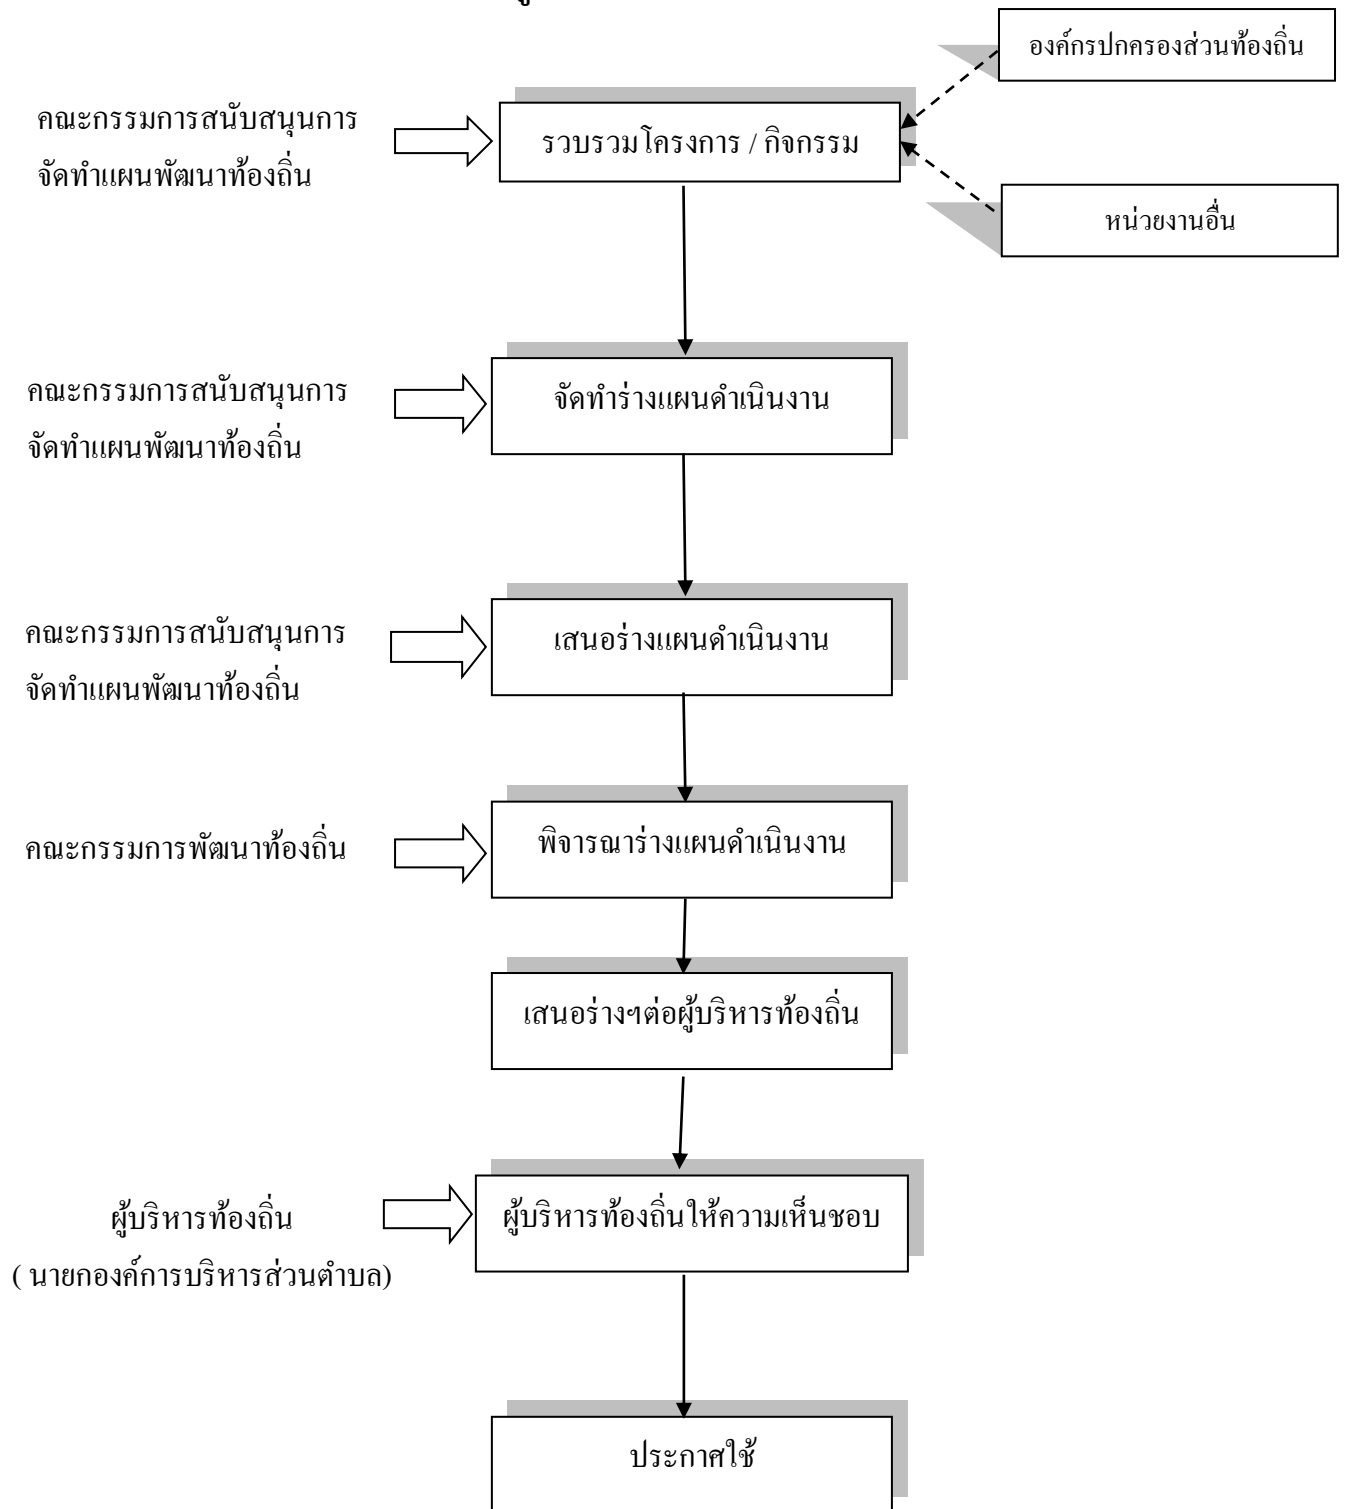 องค์กรปกครองส่วนท้องถิ่น
คณะกรรมการสนับสนุนการ
จัดทำแผนพัฒนาท้องถิ่น
รวบรวมโครงการ / กิจกรรม
หน่วยงานอื่น
คณะกรรมการสนับสนุนการ
จัดทำแผนพัฒนาท้องถิ่น
จัดทำร่างแผนดำเนินงาน
คณะกรรมการสนับสนุนการ
จัดทำแผนพัฒนาท้องถิ่น
เสนอร่างแผนดำเนินงาน
คณะกรรมการพัฒนาท้องถิ่น
พิจารณาร่างแผนดำเนินงาน
เสนอร่างฯต่อผู้บริหารท้องถิ่น
ผู้บริหารท้องถิ่น
( นายกองค์การบริหารส่วนตำบล)
ผู้บริหารท้องถิ่นให้ความเห็นชอบ
ประกาศใช้